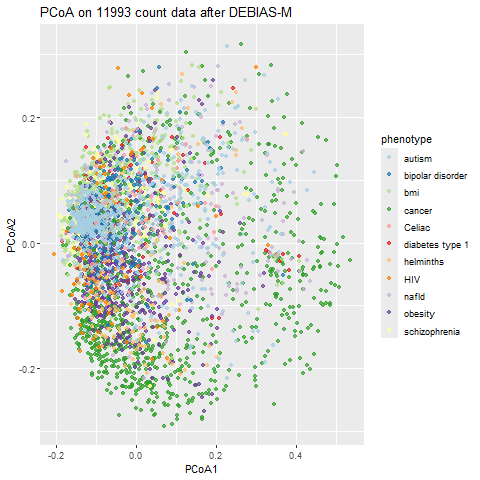 PCoA on 11993 count data after DEBIAS-M
PCoA2
0.2
0.0
-0.2
-0.2
0.0
0.2
0.4
PCoA1
phenotype
autism
bipolar disorder
bmi
cancer
Celiac
diabetes type 1
helminths
HIV
nafld
obesity
schizophrenia